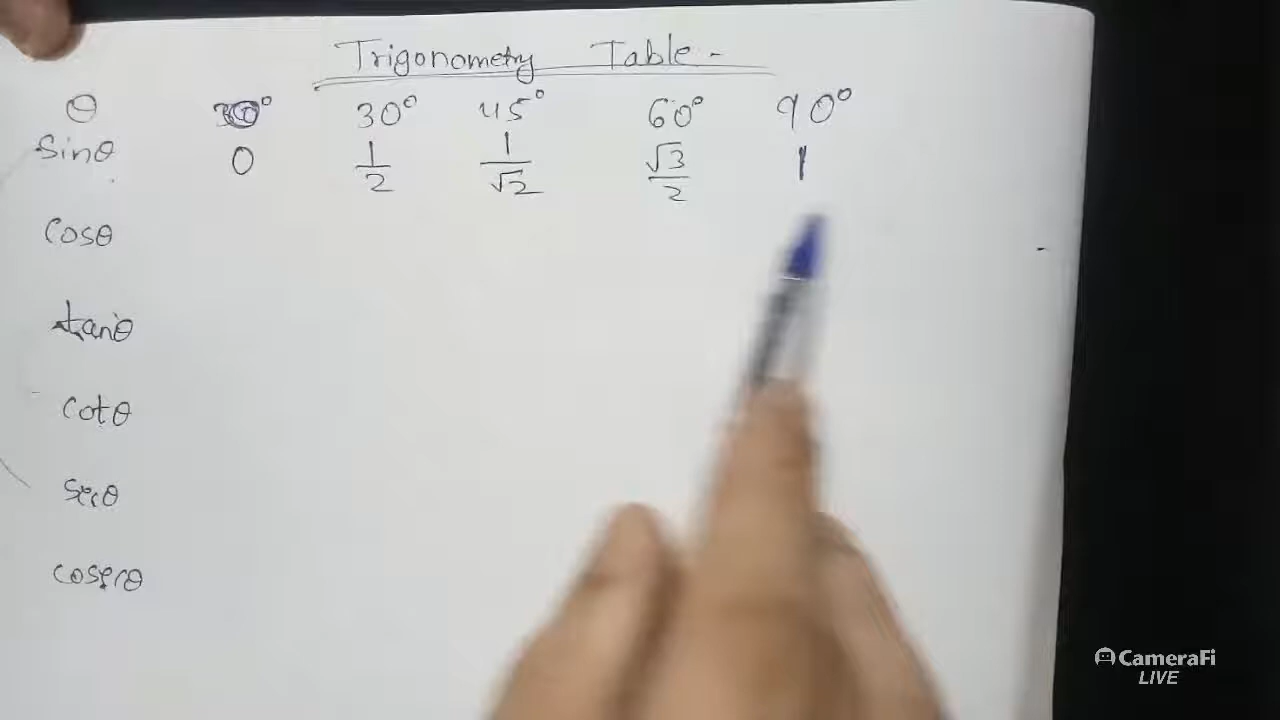 Trigonometry Table -
θ 0° 30° 45° 60° 90°
Sinθ 0 1/2 1/√2 √3/2 1
Cosθ
tanθ
Cotθ
Secθ
Cosecθ
CameraFi
LIVE